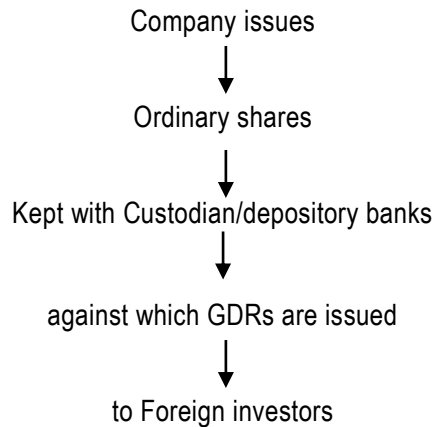 Company issues
Ordinary shares
Kept with Custodian/depository banks
against which GDRs are issued
to Foreign investors